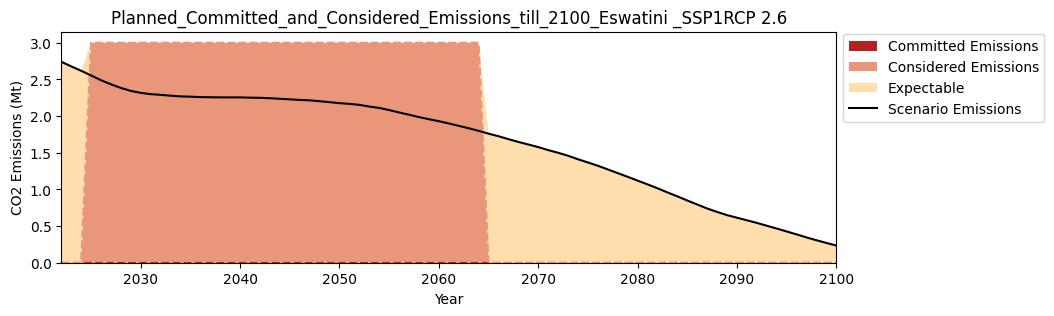 Planned_Committed_and_Considered_Emissions_till_2100_Eswatini _SSP1RCP 2.6
CO2 Emissions (Mt)
3.0
2.5
2.0
1.5
1.0
0.5
0.0
2030 2040 2050 2060 2070 2080 2090 2100
Year
Committed Emissions
Considered Emissions
Expectable
Scenario Emissions